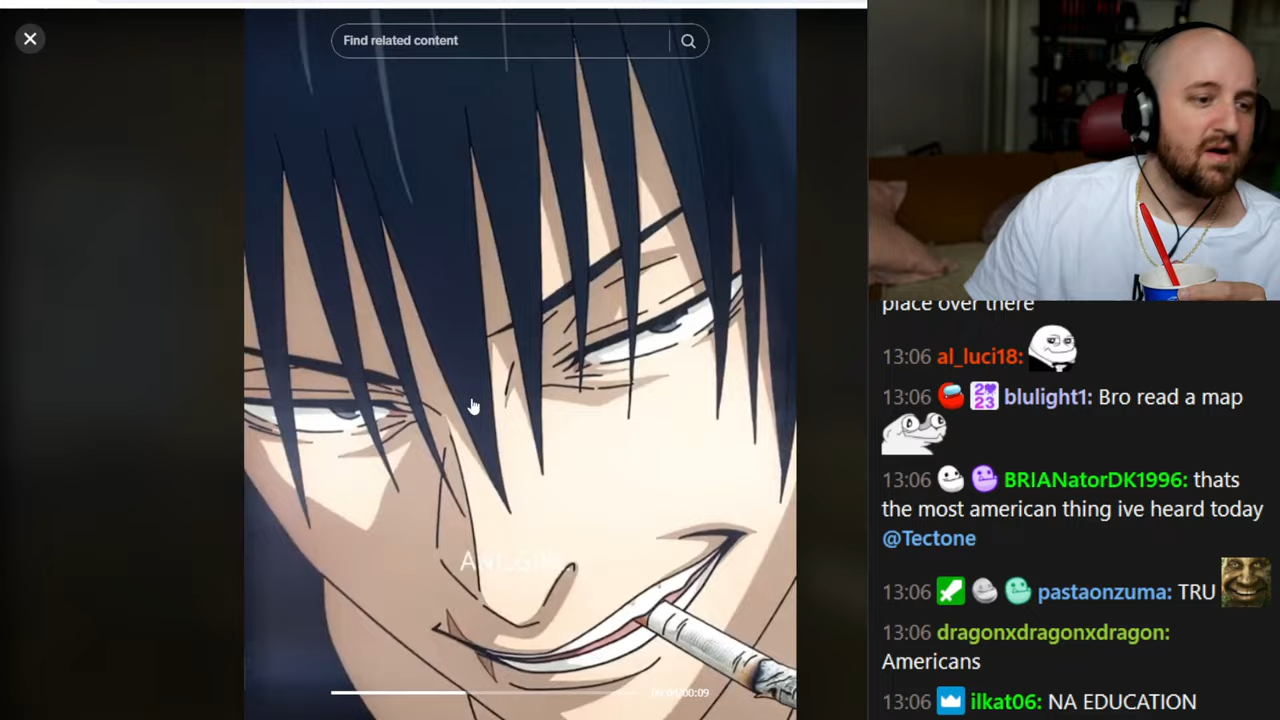 Find related content
place over there
13:06 al_luci18:
13:06 2 23 blulight1: Bro read a map
13:06 BRIANatorDK1996: thats
the most american thing ive heard today
@Tectone
13:06 pastaonzuma: TRU
13:06 dragonxdragonxdragon:
Americans
13:06 ilkat06: NA EDUCATION